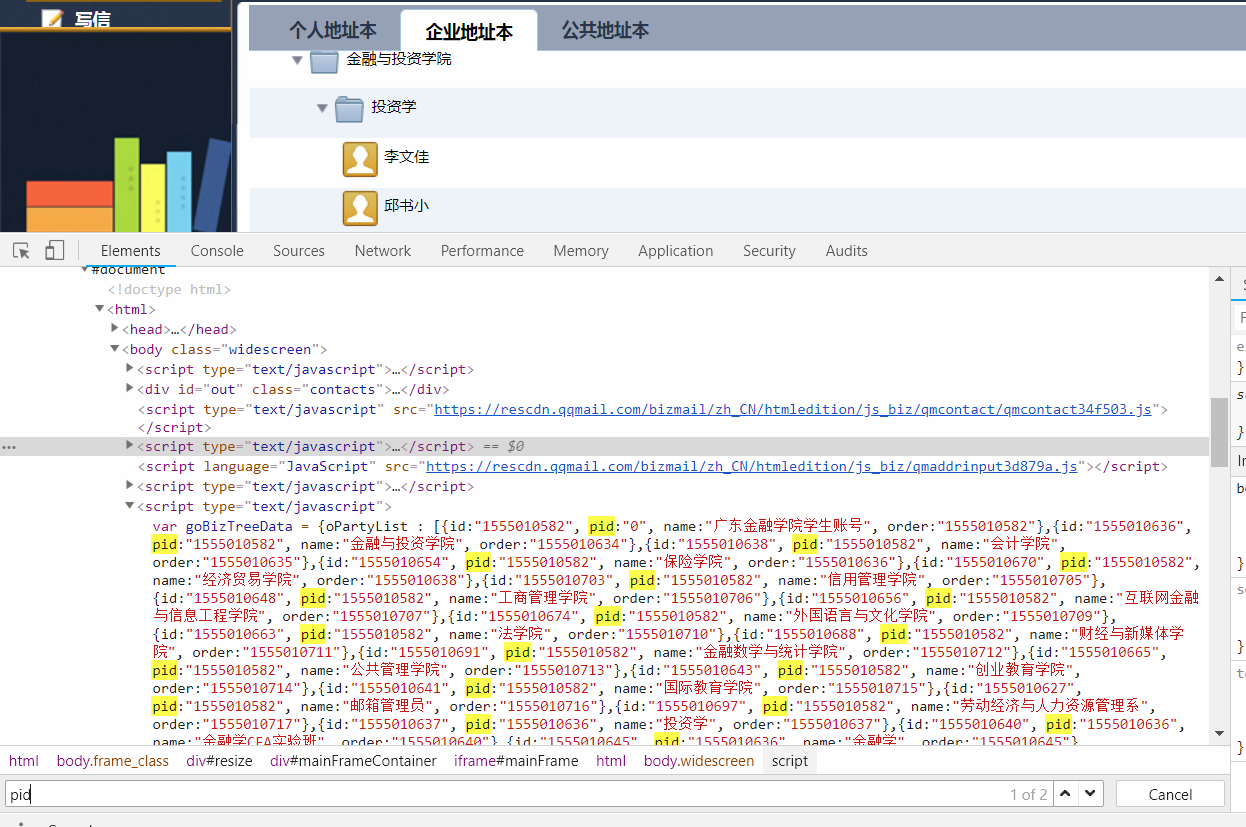 写信
个人地址本 企业地址本 公共地址本
金融与投资学院
投资学
李文佳
邱书小
Elements Console Sources Network Performance Memory Application Security Audits
#document
<!doctype html>
<html>
<head>…</head>
<body class="widescreen">
<script type="text/javascript">…</script>
<div id="out" class="contacts">…</div>
<script type="text/javascript" src="https://rescdn.qqmail.com/bizmail/zh_CN/htmledition/js_biz/qmcontact/qmcontact34f503.js">
</script>
<script type="text/javascript">…</script> == $0
<script language="JavaScript" src="https://rescdn.qqmail.com/bizmail/zh_CN/htmledition/js_biz/qmaddrinput3d879a.js"></script>
<script type="text/javascript">…</script>
<script type="text/javascript">
var goBizTreeData = {oPartyList : [{id:"1555010582", pid:"0", name:"广东金融学院学生账号", order:"1555010582"},{id:"1555010636",
pid:"1555010582", name:"金融与投资学院", order:"1555010634"},{id:"1555010638", pid:"1555010582", name:"会计学院",
order:"1555010635"},{id:"1555010654", pid:"1555010582", name:"保险学院", order:"1555010636"},{id:"1555010670", pid:"1555010582",
name:"经济贸易学院", order:"1555010638"},{id:"1555010703", pid:"1555010582", name:"信用管理学院", order:"1555010705"},
{id:"1555010648", pid:"1555010582", name:"工商管理学院", order:"1555010706"},{id:"1555010656", pid:"1555010582", name:"互联网金融
与信息工程学院", order:"1555010707"},{id:"1555010674", pid:"1555010582", name:"外国语言与文化学院", order:"1555010709"},
{id:"1555010663", pid:"1555010582", name:"法学院", order:"1555010710"},{id:"1555010688", pid:"1555010582", name:"财经与新媒体学
院", order:"1555010711"},{id:"1555010691", pid:"1555010582", name:"金融数学与统计学院", order:"1555010712"},{id:"1555010665",
pid:"1555010582", name:"公共管理学院", order:"1555010713"},{id:"1555010643", pid:"1555010582", name:"创业教育学院",
order:"1555010714"},{id:"1555010641", pid:"1555010582", name:"国际教育学院", order:"1555010715"},{id:"1555010627",
pid:"1555010582", name:"邮箱管理员", order:"1555010716"},{id:"1555010697", pid:"1555010582", name:"劳动经济与人力资源管理系",
order:"1555010717"},{id:"1555010637", pid:"1555010636", name:"投资学", order:"1555010637"},{id:"1555010640", pid:"1555010636",
name:"金融学CFA实验班", order:"1555010640"},{id:"1555010645", pid:"1555010636", name:"金融学", order:"1555010645"}
html body.frame_class div#resize div#mainFrameContainer iframe#mainFrame html body.widescreen script
pid 1 of 2 Cancel